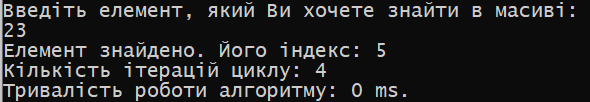 Введіть елемент, який Ви хочете знайти в масиві:
23
Елемент знайдено. Його індекс: 5
Кількість ітерацій циклу: 4
Тривалість роботи алгоритму: 0 ms.